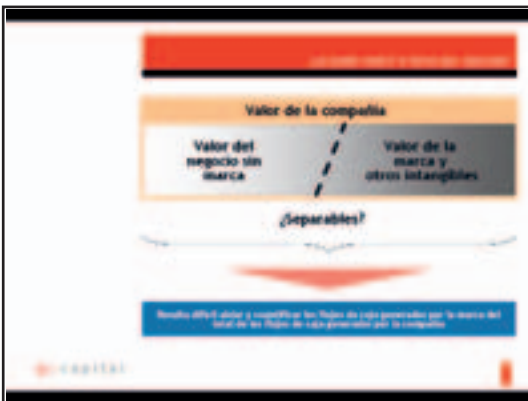 Valor de la compañía
Valor del
negocio sin
marca
Valor de la
marca y
otros intangibles
¿Separables?
Resulta difícil aislar y cuantificar los flujos de caja generados por la marca del
total de los flujos de caja generados por la compañía
capital